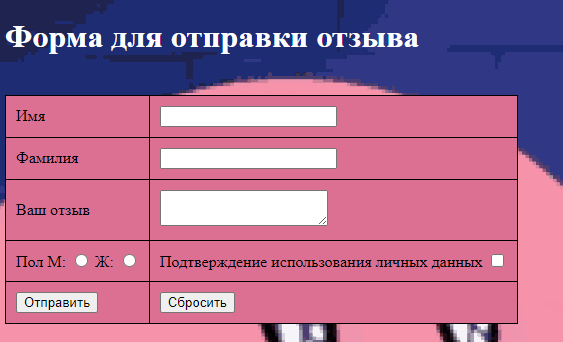 Форма для отправки отзыва
Имя
Фамилия
Ваш отзыв
Пол М: Ж: Подтверждение использования личных данных
Отправить Сбросить